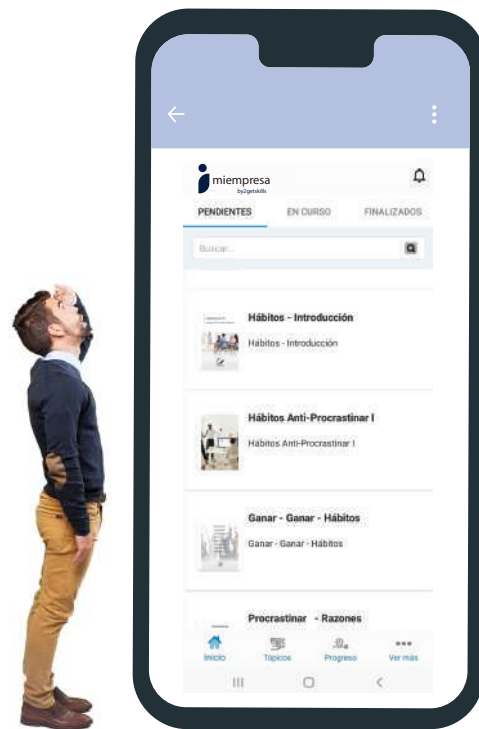 miempresa
by2getskills
PENDIENTES EN CURSO FINALIZADOS
Buscar...
Hábitos - Introducción
Hábitos - Introducción
Hábitos Anti-Procrastinar I
Hábitos Anti-Procrastinar I
Ganar - Ganar - Hábitos
Ganar - Ganar - Hábitos
Procrastinar - Razones
Inicio Tópicos Progreso Ver más